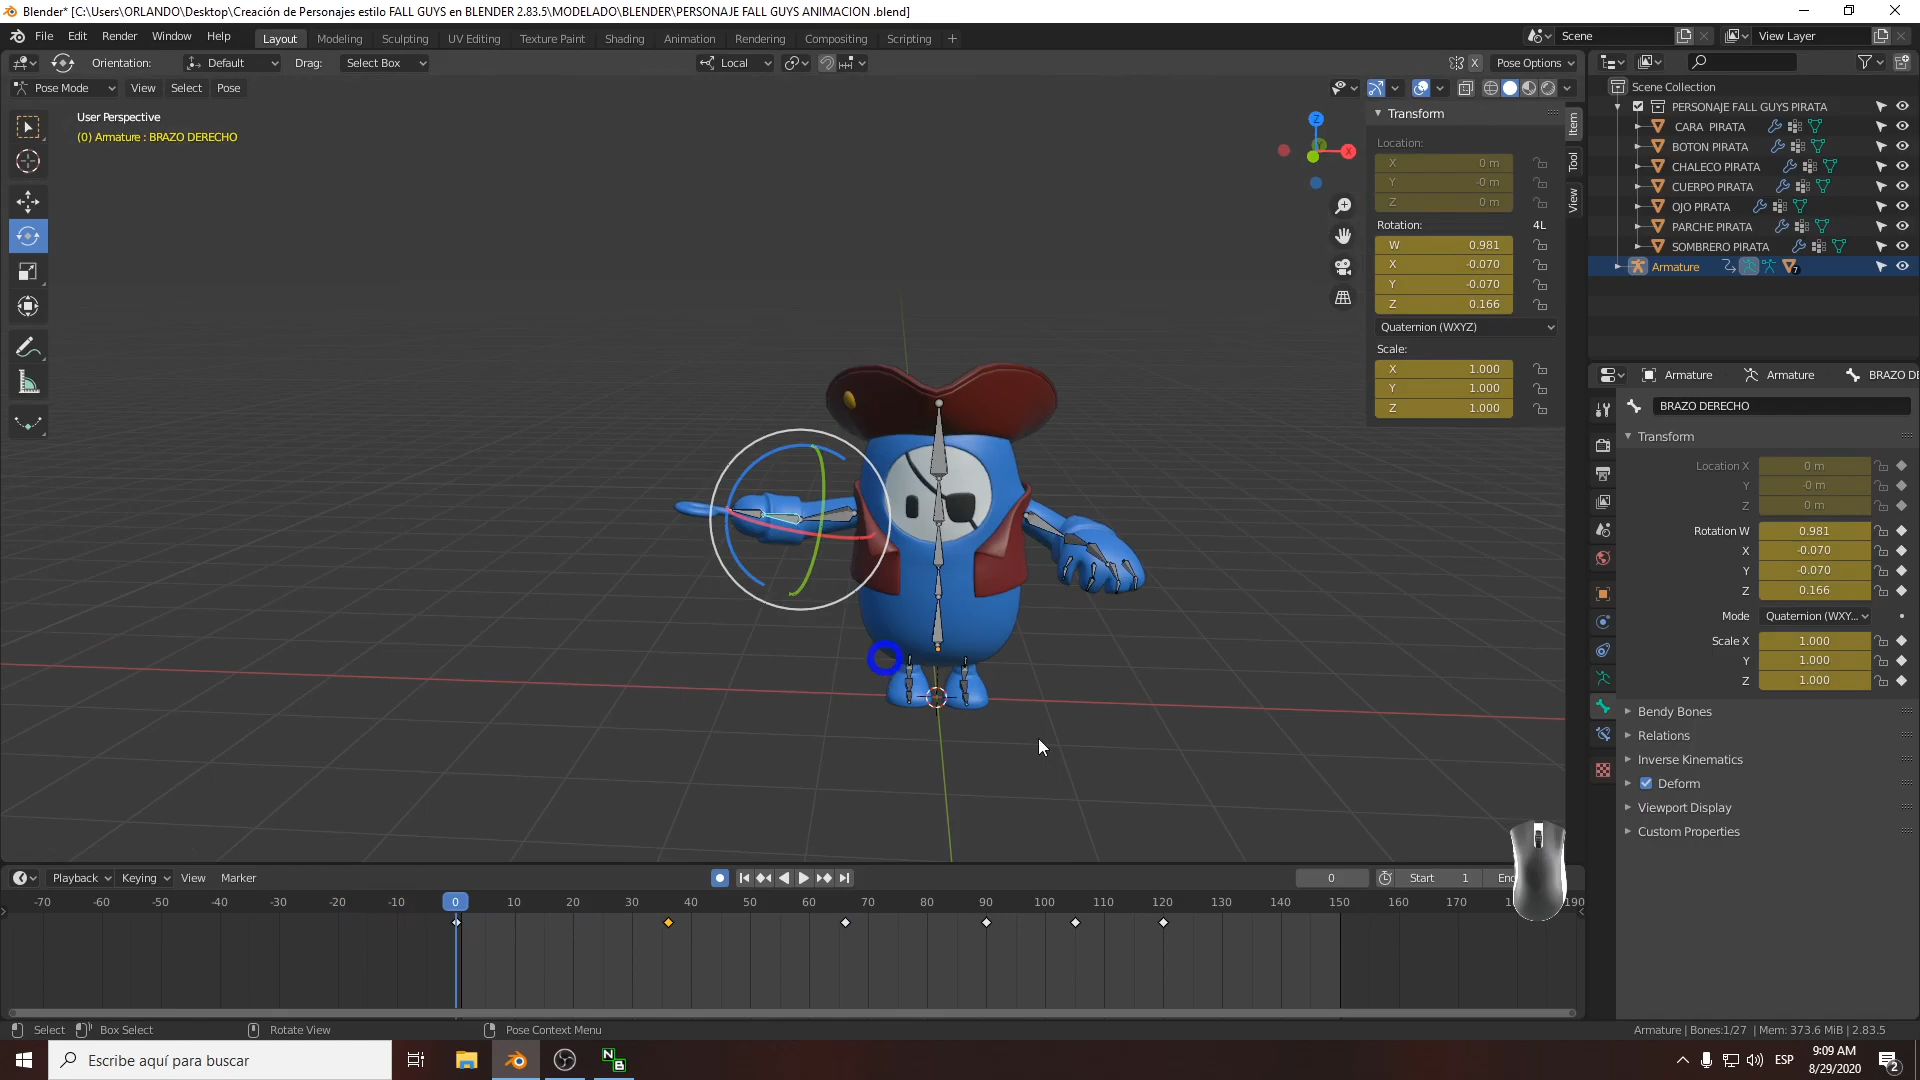 Blender* [C:\Users\ORLANDO\Desktop\Creación de Personajes estilo FALL GUYS en BLENDER 2.83.5\MODELADO\BLENDER\PERSONAJE FALL GUYS ANIMACION .blend]
File Edit Render Window Help
Layout Modeling Sculpting UV Editing Texture Paint Shading Animation Rendering Compositing Scripting +
Scene
View Layer
Orientation: Default Drag: Select Box Local X Pose Options
Pose Mode View Select Pose
User Perspective
(0) Armature : BRAZO DERECHO
Z
X
Transform
Location:
X 0 m
Y -0 m
Z 0 m
Rotation: 4L
W 0.981
X -0.070
Y -0.070
Z 0.166
Quaternion (WXYZ)
Scale:
X 1.000
Y 1.000
Z 1.000
Item
Tool
View
Scene Collection
PERSONAJE FALL GUYS PIRATA
CARA PIRATA
BOTON PIRATA
CHALECO PIRATA
CUERPO PIRATA
OJO PIRATA
PARCHE PIRATA
SOMBRERO PIRATA
Armature 7
Armature Armature BRAZO DE
BRAZO DERECHO
Transform
Location X 0 m
Y -0 m
Z 0 m
Rotation W 0.981
X -0.070
Y -0.070
Z 0.166
Mode Quaternion (WXY...
Scale X 1.000
Y 1.000
Z 1.000
Bendy Bones
Relations
Inverse Kinematics
Deform
Viewport Display
Custom Properties
Playback Keying View Marker 0 Start 1
-70 -60 -50 -40 -30 -20 -10 0 10 20 30 40 50 60 70 80 90 100 110 120 130 140 150 160 170 190
Select Box Select Rotate View Pose Context Menu
Armature | Bones:1/27 | Mem: 373.6 MiB | 2.83.5
Escribe aquí para buscar
N
B
ESP
9:09 AM
8/29/2020
2